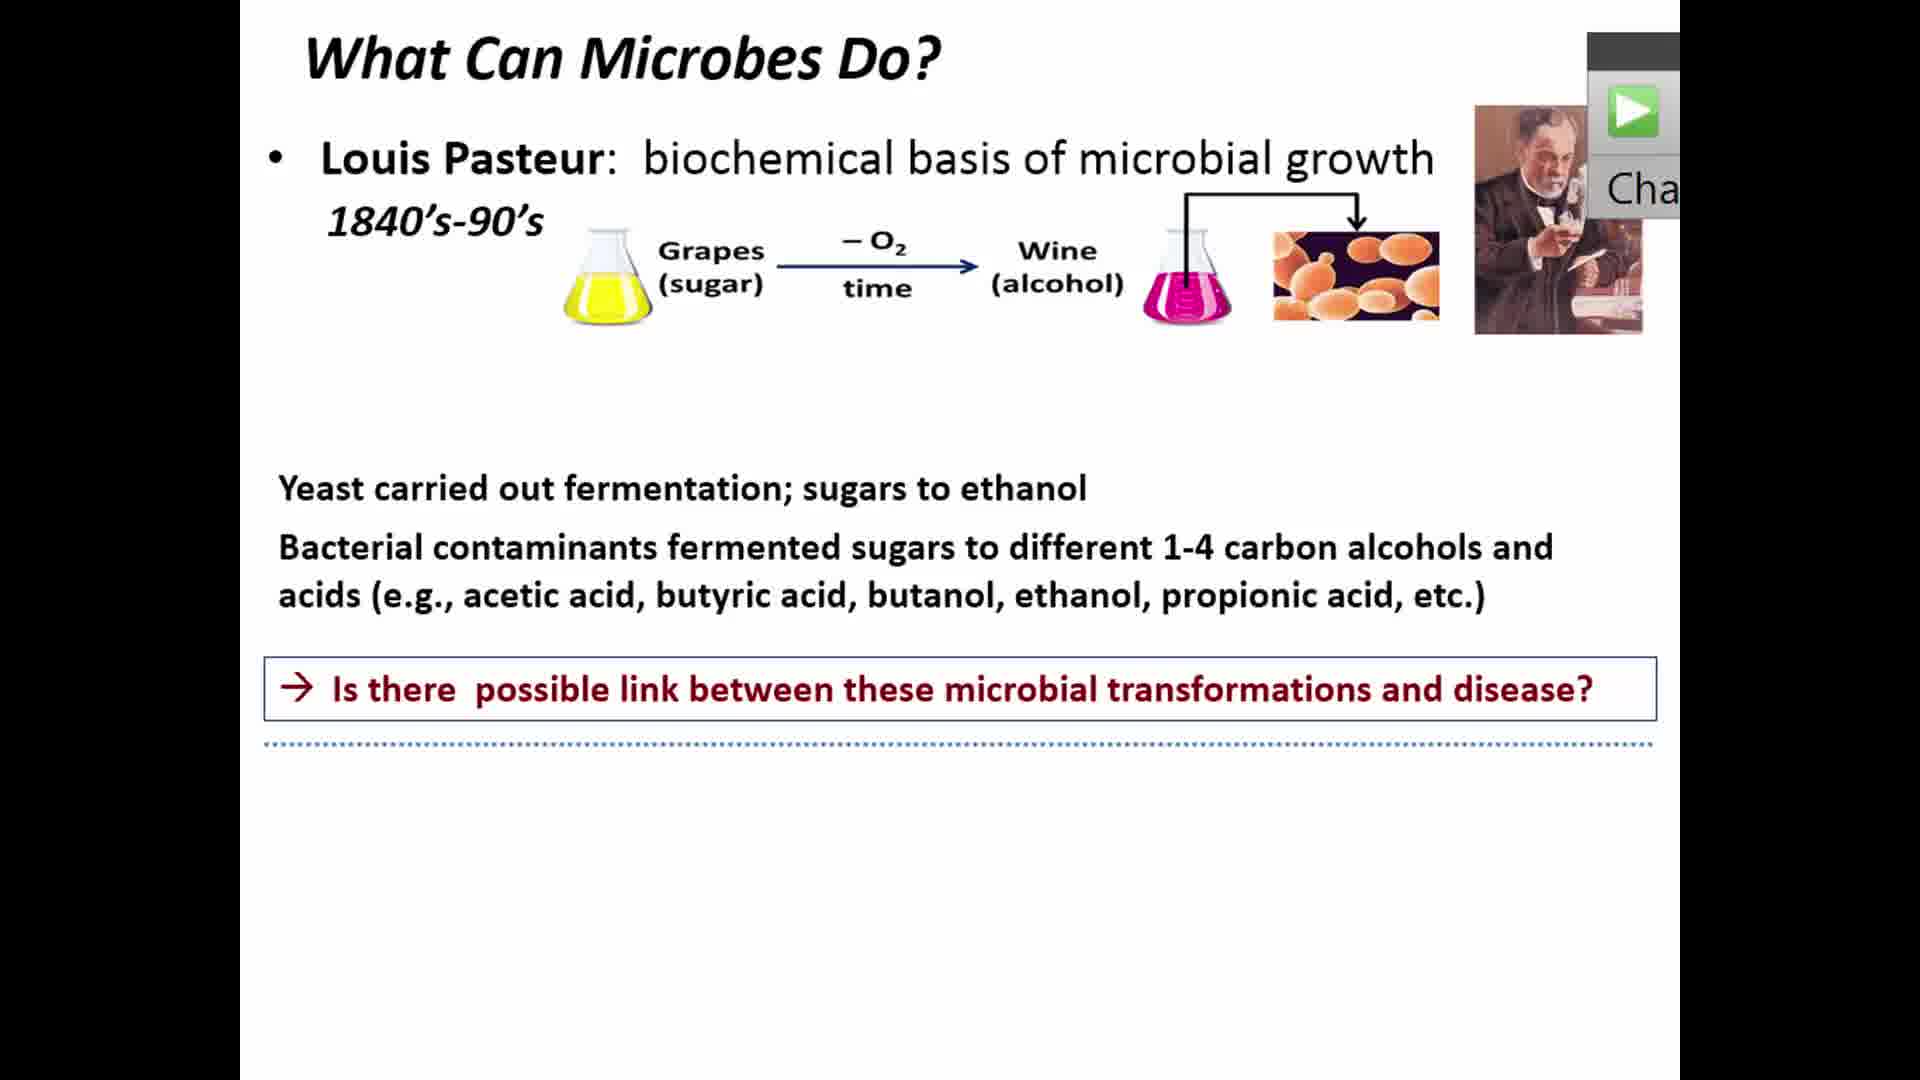 What Can Microbes Do?
• Louis Pasteur: biochemical basis of microbial growth
1840’s-90’s
Grapes
(sugar)
– O₂
time
Wine
(alcohol)
Cha
Yeast carried out fermentation; sugars to ethanol
Bacterial contaminants fermented sugars to different 1-4 carbon alcohols and
acids (e.g., acetic acid, butyric acid, butanol, ethanol, propionic acid, etc.)
→ Is there possible link between these microbial transformations and disease?